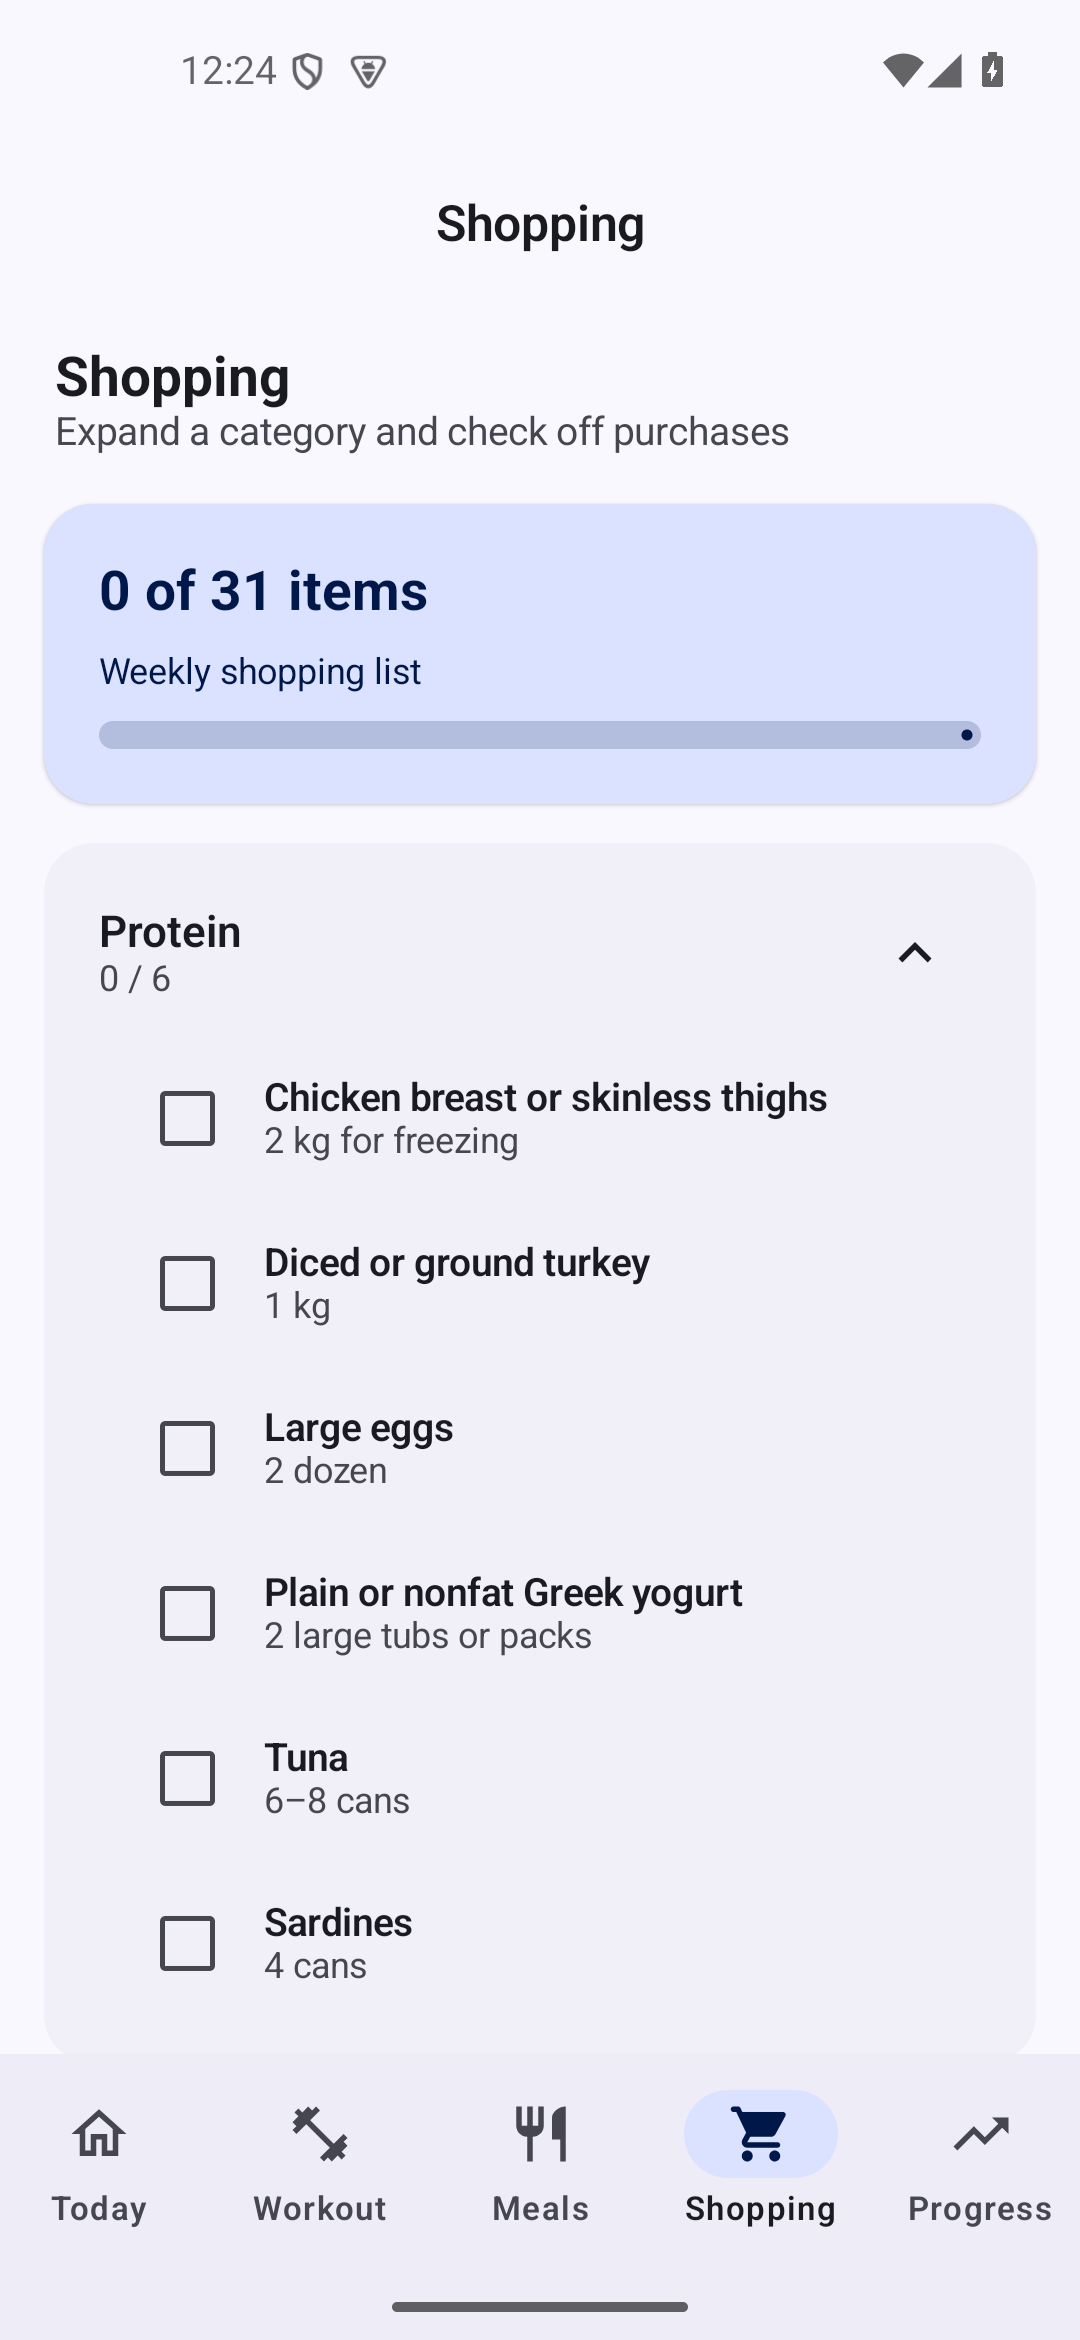 12:24
Shopping
Shopping
Expand a category and check off purchases
0 of 31 items
Weekly shopping list
Protein
0 / 6
Chicken breast or skinless thighs
2 kg for freezing
Diced or ground turkey
1 kg
Large eggs
2 dozen
Plain or nonfat Greek yogurt
2 large tubs or packs
Tuna
6–8 cans
Sardines
4 cans
Today Workout Meals Shopping Progress